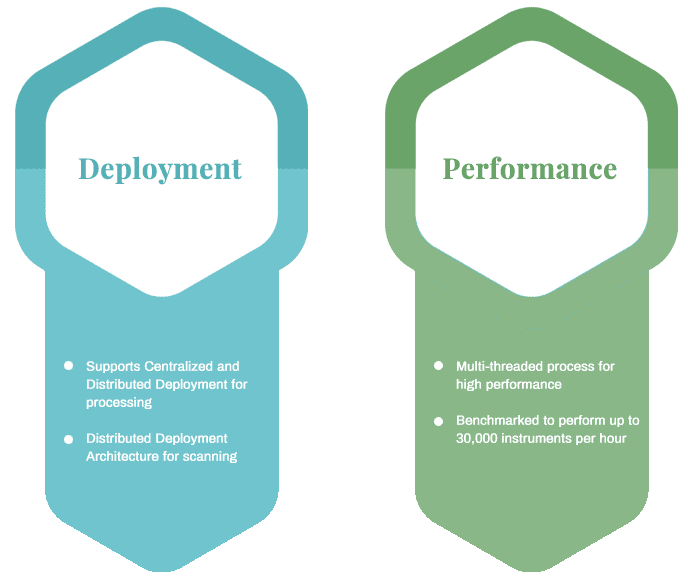 Deployment
Supports Centralized and
Distributed Deployment for
processing
Distributed Deployment
Architecture for scanning
Performance
Multi-threaded process for
high performance
Benchmarked to perform up to
30,000 instruments per hour